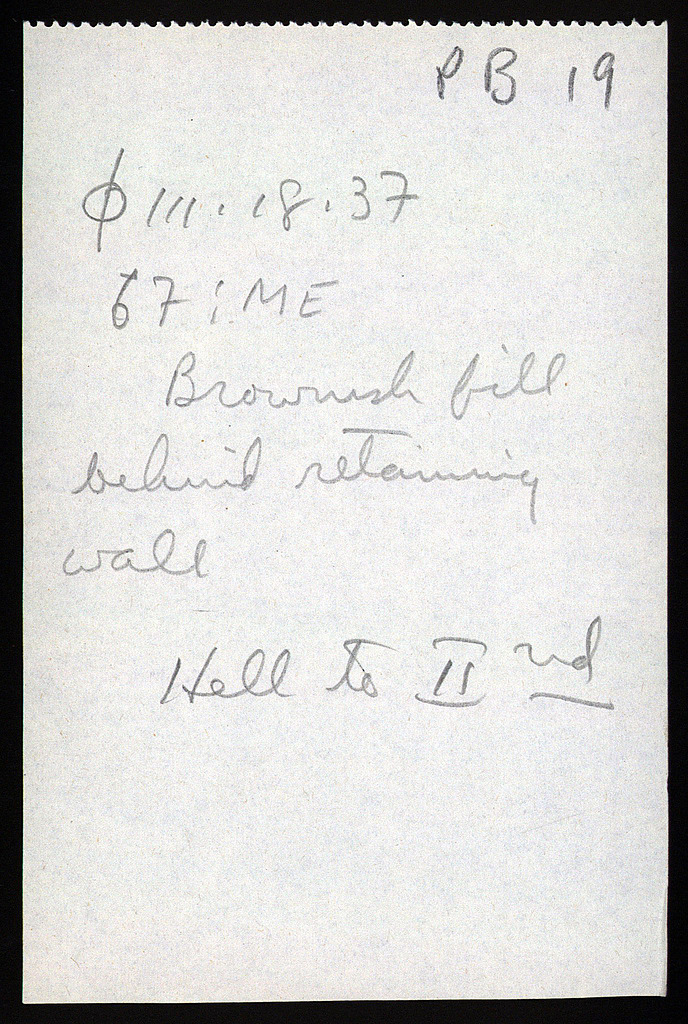 PB 19
ϕ III.18.37
67 : ME
Brownish fill
behind retaining
wall
Hell to II nd